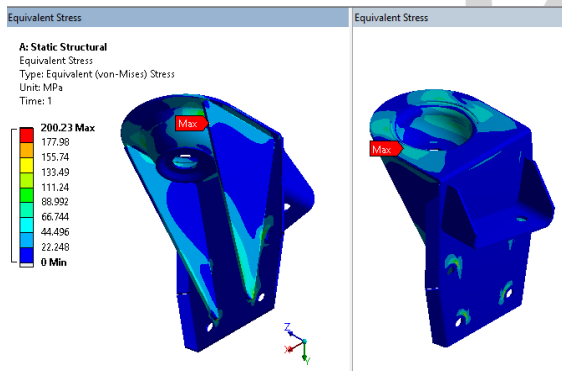 Equivalent Stress
A: Static Structural
Equivalent Stress
Type: Equivalent (von-Mises) Stress
Unit: MPa
Time: 1
200.23 Max
177.98
155.74
133.49
111.24
88.992
66.744
44.496
22.248
0 Min
Max
Z
X
Y
Equivalent Stress
Max